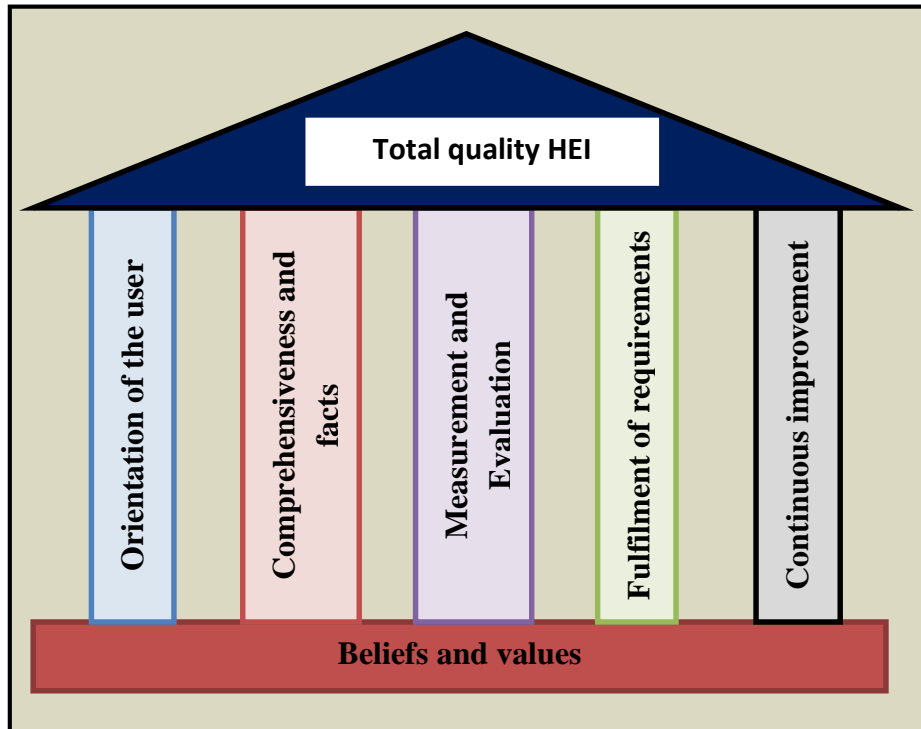 Total quality HEI
Orientation of the user
Comprehensiveness and
facts
Measurement and
Evaluation
Fulfilment of requirements
Continuous improvement
Beliefs and values